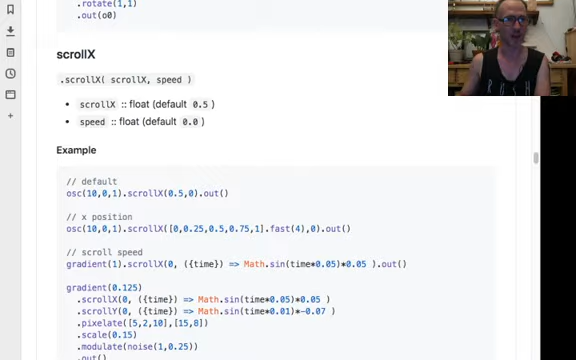 .rotate(1,1)
.out(o0)
scrollX
.scrollX( scrollX, speed )
scrollX :: float (default 0.5 )
speed :: float (default 0.0 )
Example
// default
osc(10,0,1).scrollX(0.5,0).out()
// x position
osc(10,0,1).scrollX([0,0.25,0.5,0.75,1].fast(4),0).out()
// scroll speed
gradient(1).scrollX(0, ({time}) => Math.sin(time*0.05)*0.05 ).out()
gradient(0.125)
.scrollX(0, ({time}) => Math.sin(time*0.05)*0.05 )
.scrollY(0, ({time}) => Math.sin(time*0.01)*-0.07 )
.pixelate([5,2,10],[15,8])
.scale(0.15)
.modulate(noise(1,0.25))
.out()
RUSH